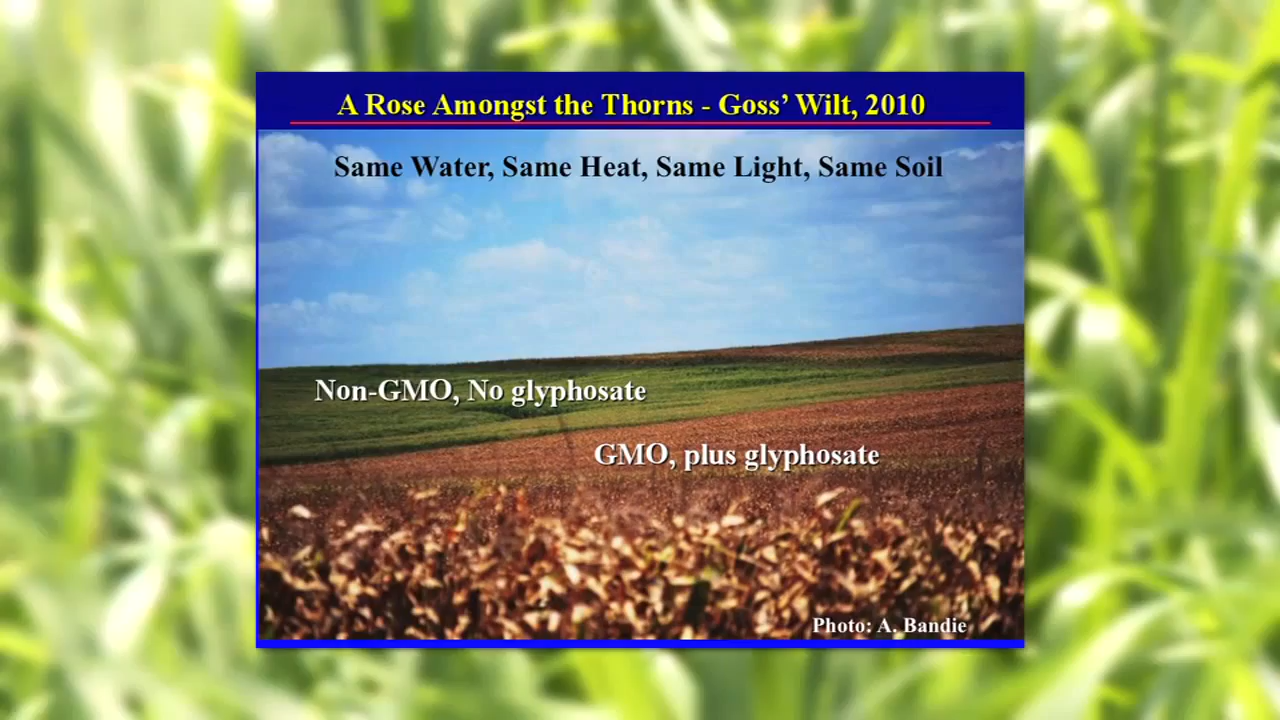 A Rose Amongst the Thorns - Goss’ Wilt, 2010
Same Water, Same Heat, Same Light, Same Soil
Non-GMO, No glyphosate
GMO, plus glyphosate
Photo: A. Bandie